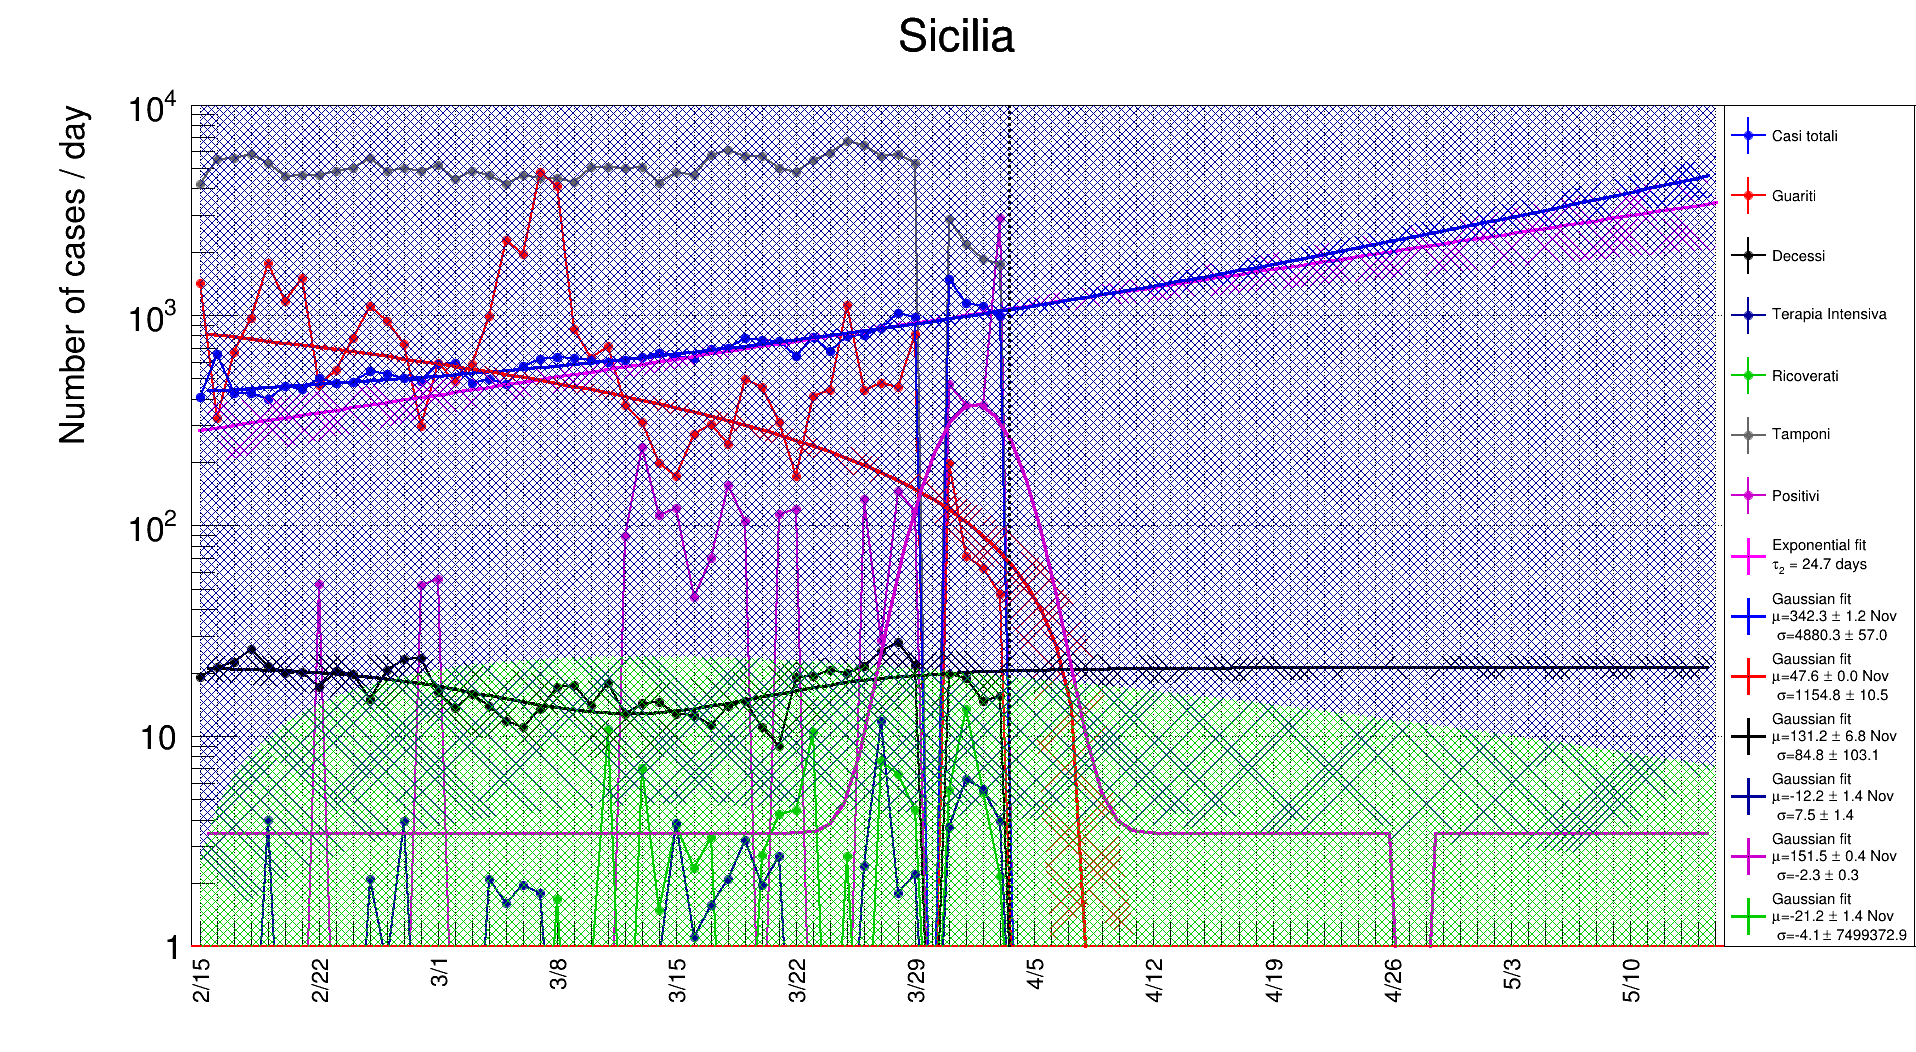 Sicilia
Number of cases / day
10⁴
10³
10²
10
1
2/15
2/22
3/1
3/8
3/15
3/22
3/29
4/5
4/12
4/19
4/26
5/3
5/10
Casi totali
Guariti
Decessi
Terapia Intensiva
Ricoverati
Tamponi
Positivi
Exponential fit
τ₂ = 24.7 days
Gaussian fit
μ=342.3 ± 1.2 Nov
σ=4880.3 ± 57.0
Gaussian fit
μ=47.6 ± 0.0 Nov
σ=1154.8 ± 10.5
Gaussian fit
μ=131.2 ± 6.8 Nov
σ=84.8 ± 103.1
Gaussian fit
μ=-12.2 ± 1.4 Nov
σ=7.5 ± 1.4
Gaussian fit
μ=151.5 ± 0.4 Nov
σ=-2.3 ± 0.3
Gaussian fit
μ=-21.2 ± 1.4 Nov
σ=-4.1 ± 7499372.9